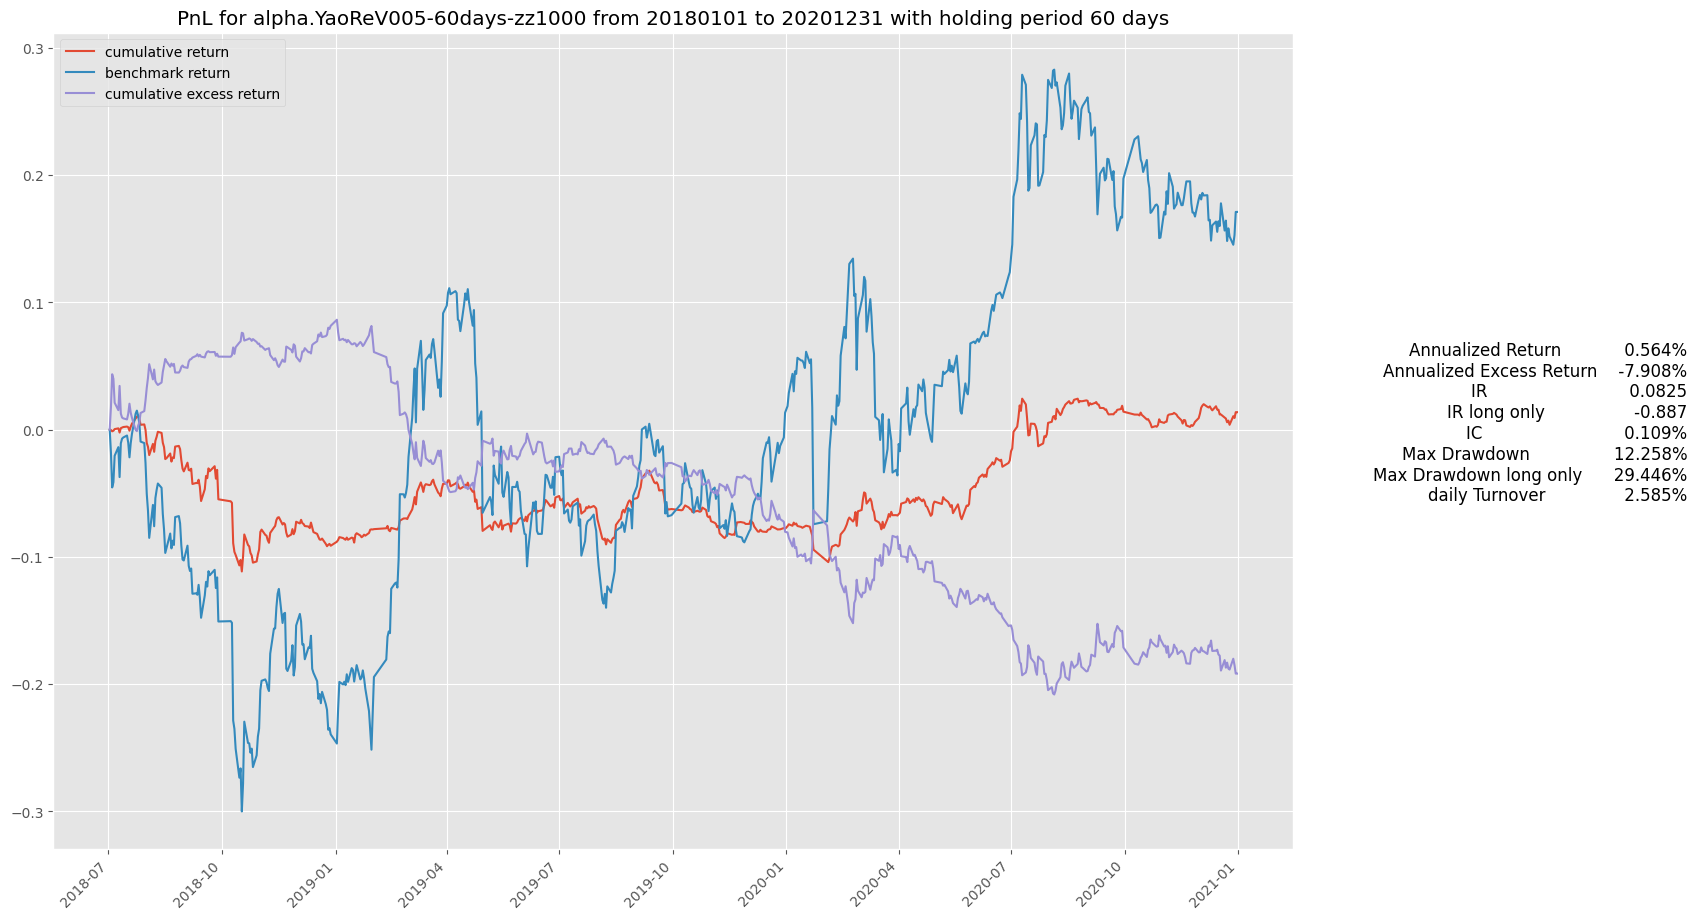 PnL for alpha.YaoReV005-60days-zz1000 from 20180101 to 20201231 with holding period 60 days
cumulative return
benchmark return
cumulative excess return
0.3
0.2
0.1
0.0
−0.1
−0.2
−0.3
2018-07
2018-10
2019-01
2019-04
2019-07
2019-10
2020-01
2020-04
2020-07
2020-10
2021-01
Annualized Return 0.564%
Annualized Excess Return -7.908%
IR 0.0825
IR long only -0.887
IC 0.109%
Max Drawdown 12.258%
Max Drawdown long only 29.446%
daily Turnover 2.585%